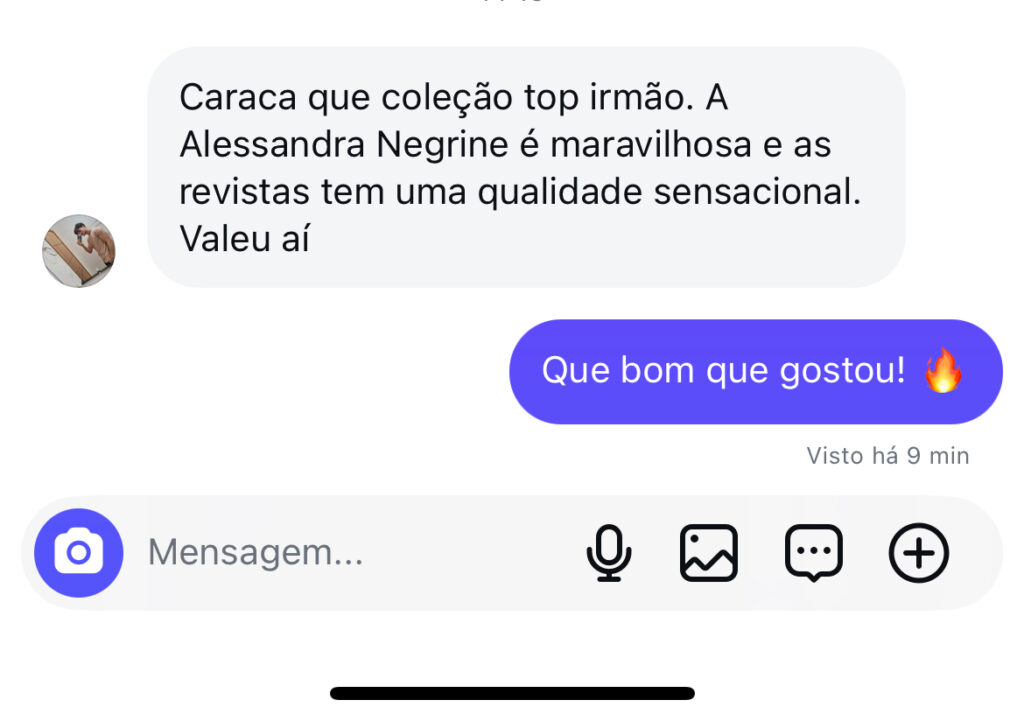 Caraca que coleção top irmão. A
Alessandra Negrine é maravilhosa e as
revistas tem uma qualidade sensacional.
Valeu aí
Que bom que gostou! 🔥
Visto há 9 min
Mensagem...